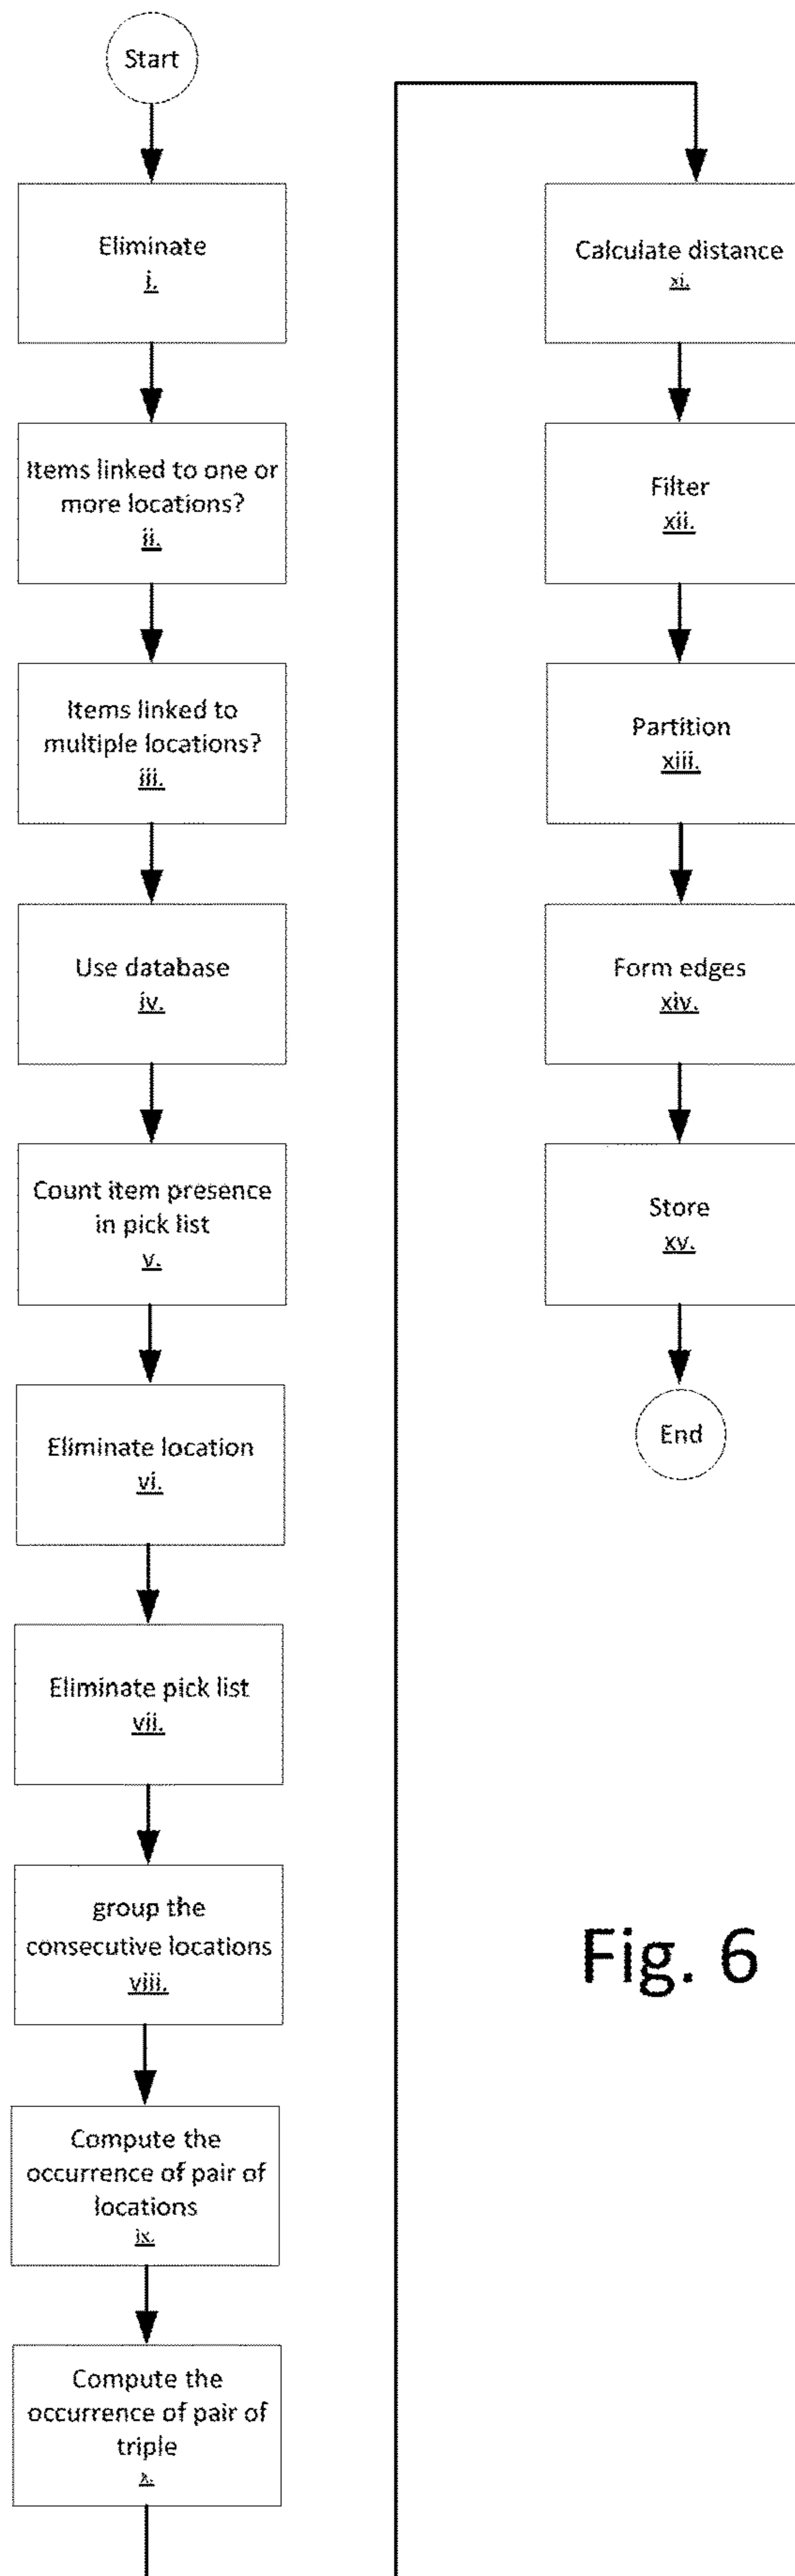 Start
Eliminate
i.
Items linked to one or
more locations?
ii.
Items linked to
multiple locations?
iii.
Use database
iv.
Count item presence
in pick list
v.
Eliminate location
vi.
Eliminate pick list
vii.
group the
consecutive locations
viii.
Compute the
occurrence of pair of
locations
ix.
Compute the
occurrence of pair of
triple
x.
Calculate distance
xi.
Filter
xii.
Partition
xiii.
Form edges
xiv.
Store
xv.
End
Fig. 6